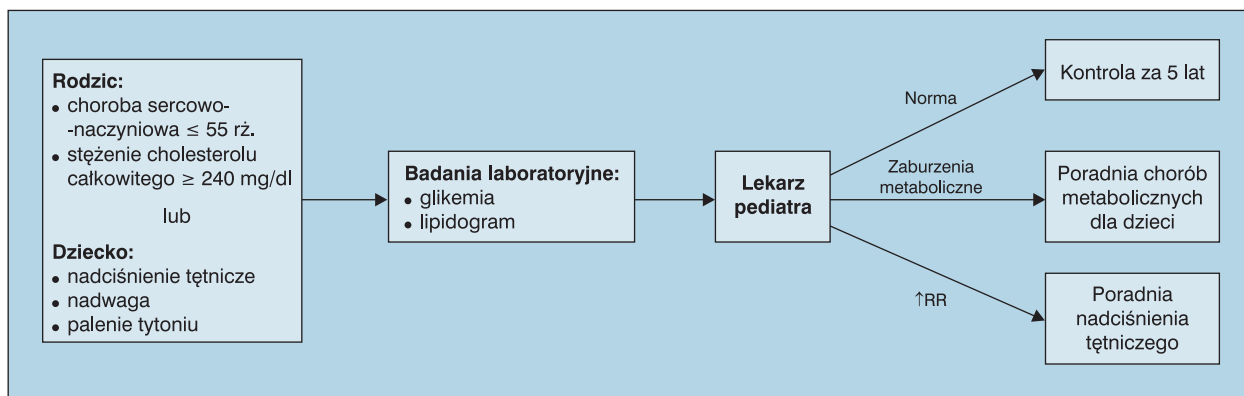 Rodzic:
• choroba sercowo-
-naczyniowa ≤ 55 rż.
• stężenie cholesterolu
całkowitego ≥ 240 mg/dl
lub
Dziecko:
• nadciśnienie tętnicze
• nadwaga
• palenie tytoniu
Badania laboratoryjne:
• glikemia
• lipidogram
Lekarz
pediatra
Norma
Kontrola za 5 lat
Zaburzenia
metaboliczne
Poradnia chorób
metabolicznych
dla dzieci
↑RR
Poradnia
nadciśnienia
tętniczego